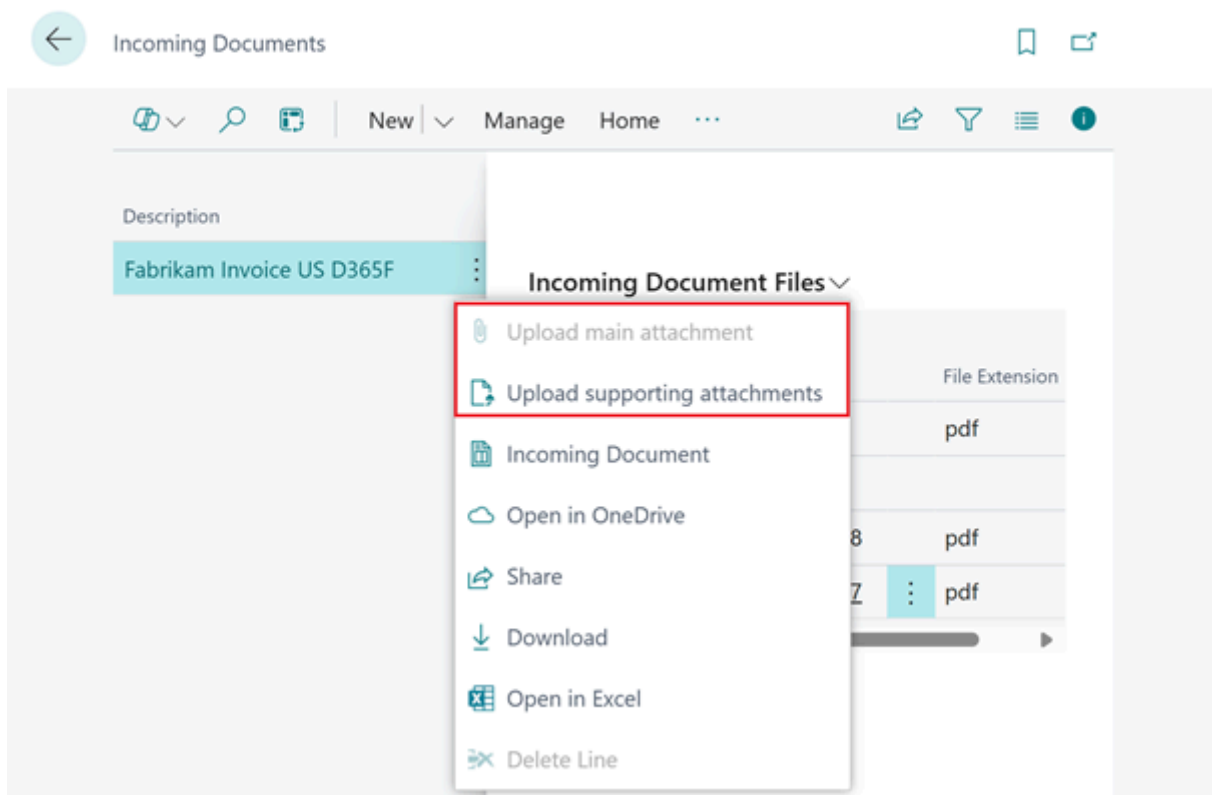 Incoming Documents
New Manage Home ...
Description
Fabrikam Invoice US D365F
Incoming Document Files
Upload main attachment
File Extension
Upload supporting attachments
pdf
Incoming Document
Open in OneDrive
8 pdf
Share
7 pdf
Download
Open in Excel
Delete Line